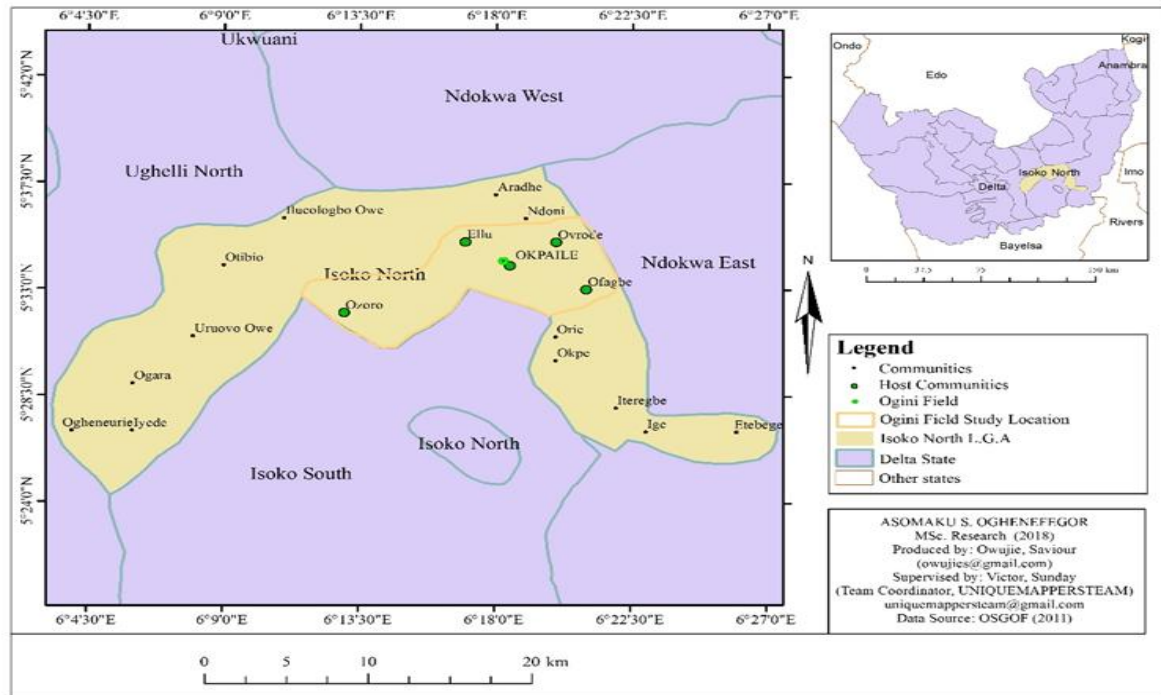 6°4'30"E 6°9'0"E 6°13'30"E 6°18'0"E 6°22'30"E 6°27'0"E
Ukwuani
5°42'0"N
Ndokwa West
Ughelli North
5°37'30"N
Aradhe
Ilucologbo Owe
Ndoni
Ellu
Ovrode
Otibio
OKPAILE
Isoko North
Ndokwa East
5°33'0"N
Ofagbe
Ozoro
Uruovo Owe
Oric
Okpe
Ogara
5°28'30"N
Iteregbe
Ogheneurie
Iyede
Ige
Etebege
Isoko North
Isoko South
5°24'0"N
6°4'30"E 6°9'0"E 6°13'30"E 6°18'0"E 6°22'30"E 6°27'0"E
0 5 10 20 km
Ondo
Kogi
Edo
Anambra
Isoko North
Delta
Imo
Rivers
Bayelsa
0 37.5 75 150 km
N
Legend
Communities
Host Communities
Ogini Field
Ogini Field Study Location
Isoko North L.G.A
Delta State
Other states
ASOMAKU S. OGHENEFEGOR
MSc. Research (2018)
Produced by: Owujie, Saviour
(owujies@gmail.com)
Supervised by: Victor, Sunday
(Team Coordinator, UNIQUEMAPPERSTEAM)
uniquemappersteam@gmail.com
Data Source: OSGOF (2011)